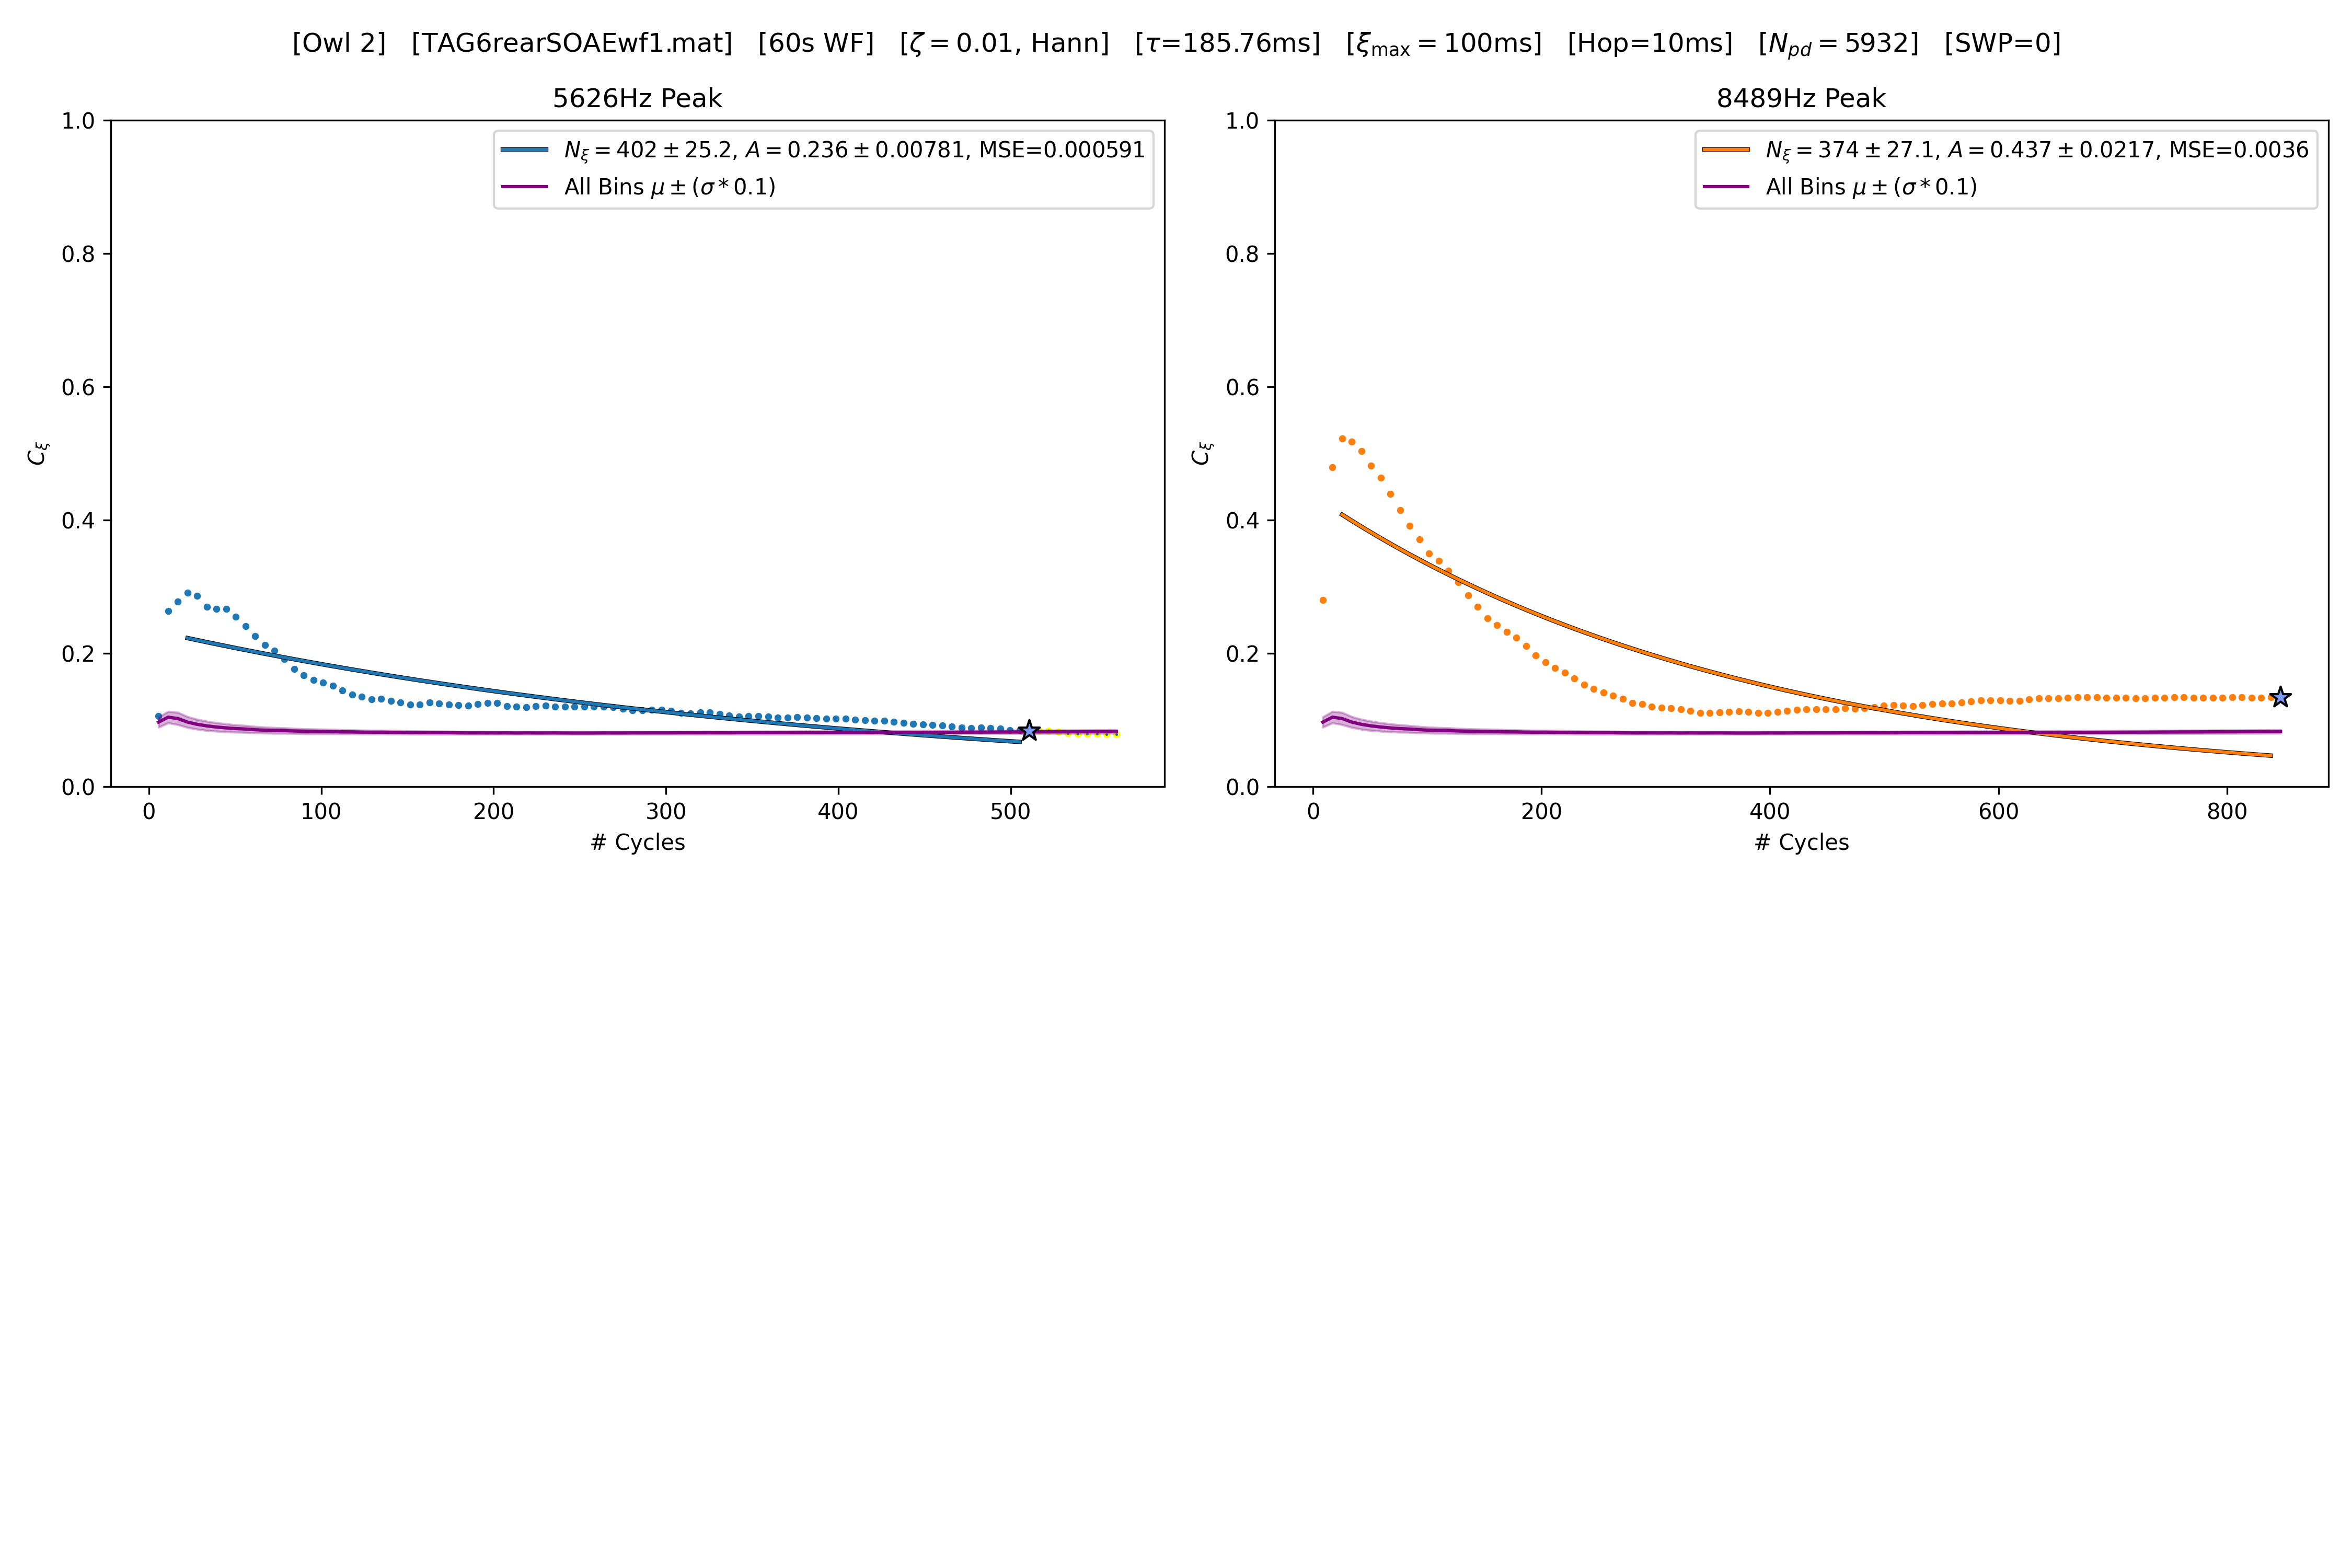 [Owl 2] [TAG6rearSOAEwf1.mat] [60s WF] [ζ = 0.01, Hann] [τ=185.76ms] [ξmax = 100ms] [Hop=10ms] [Npd = 5932] [SWP=0]
5626Hz Peak
1.0
0.8
0.6
0.4
0.2
0.0
Cξ
Nξ = 402 ± 25.2, A = 0.236 ± 0.00781, MSE=0.000591
All Bins μ ± (σ * 0.1)
0 100 200 300 400 500
# Cycles
8489Hz Peak
1.0
0.8
0.6
0.4
0.2
0.0
Cξ
Nξ = 374 ± 27.1, A = 0.437 ± 0.0217, MSE=0.0036
All Bins μ ± (σ * 0.1)
0 200 400 600 800
# Cycles